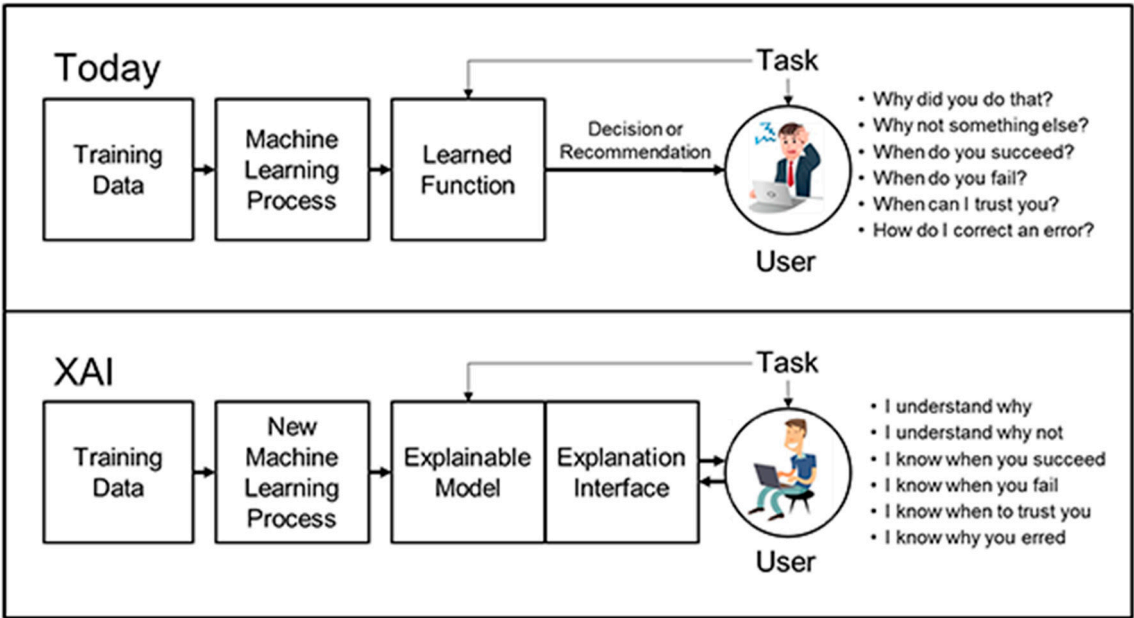 Today
Task
Training
Data
Machine
Learning
Process
Learned
Function
Decision or
Recommendation
User
• Why did you do that?
• Why not something else?
• When do you succeed?
• When do you fail?
• When can I trust you?
• How do I correct an error?
XAI
Task
Training
Data
New
Machine
Learning
Process
Explainable
Model
Explanation
Interface
User
• I understand why
• I understand why not
• I know when you succeed
• I know when you fail
• I know when to trust you
• I know why you erred